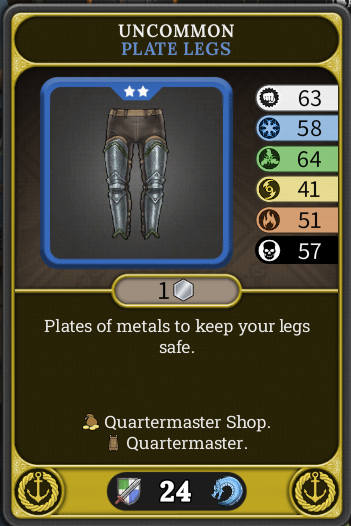 UNCOMMON
PLATE LEGS
63
58
64
41
51
57
1
Plates of metals to keep your legs
safe.
Quartermaster Shop.
Quartermaster.
24